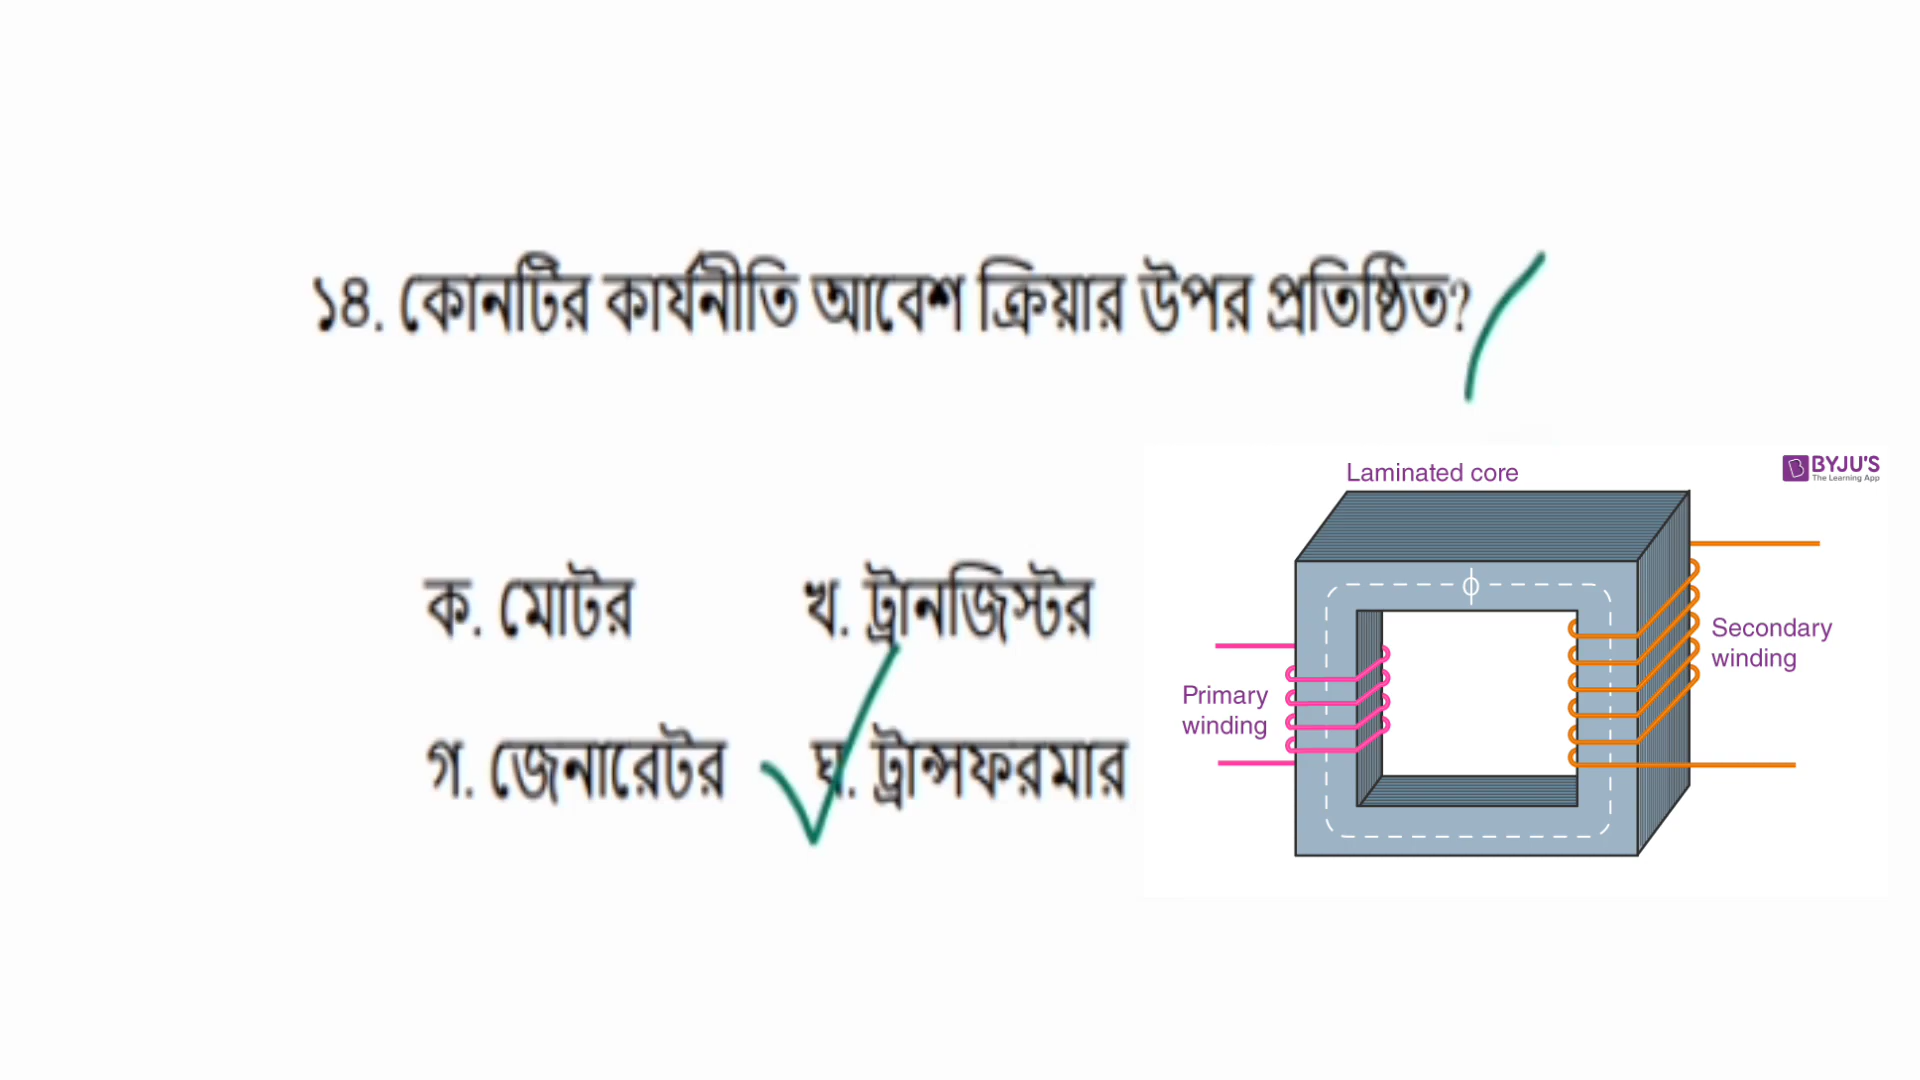 ১৪. কোনটির কার্যনীতি আবেশ ক্রিয়ার উপর প্রতিষ্ঠিত?
ক. মোটর
খ. ট্রানজিস্টর
গ. জেনারেটর
ঘ. ট্রান্সফরমার
Laminated core
BYJU'S
The Learning App
ϕ
Primary
winding
Secondary
winding